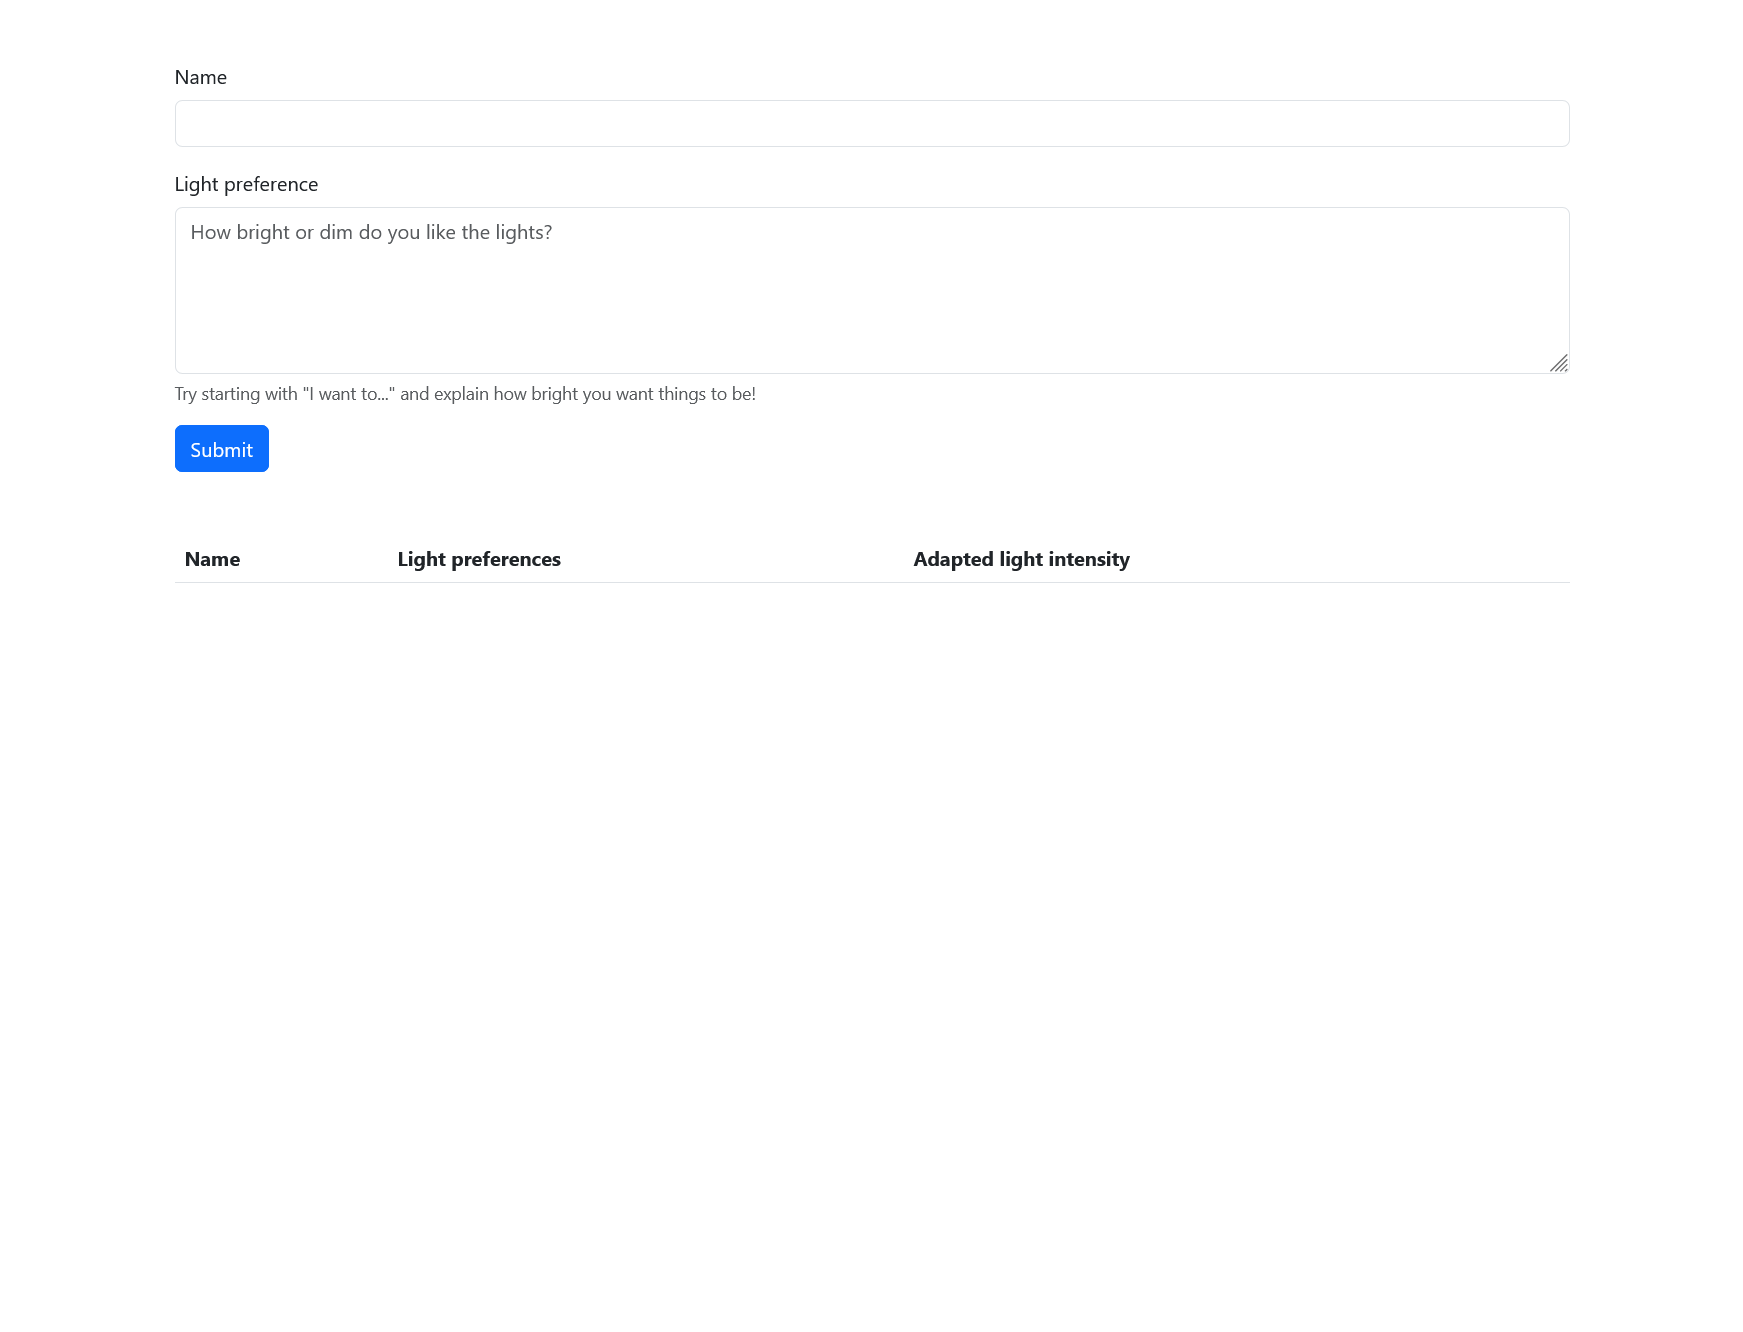 Name
Light preference
How bright or dim do you like the lights?
Try starting with "I want to..." and explain how bright you want things to be!
Submit
Name Light preferences Adapted light intensity